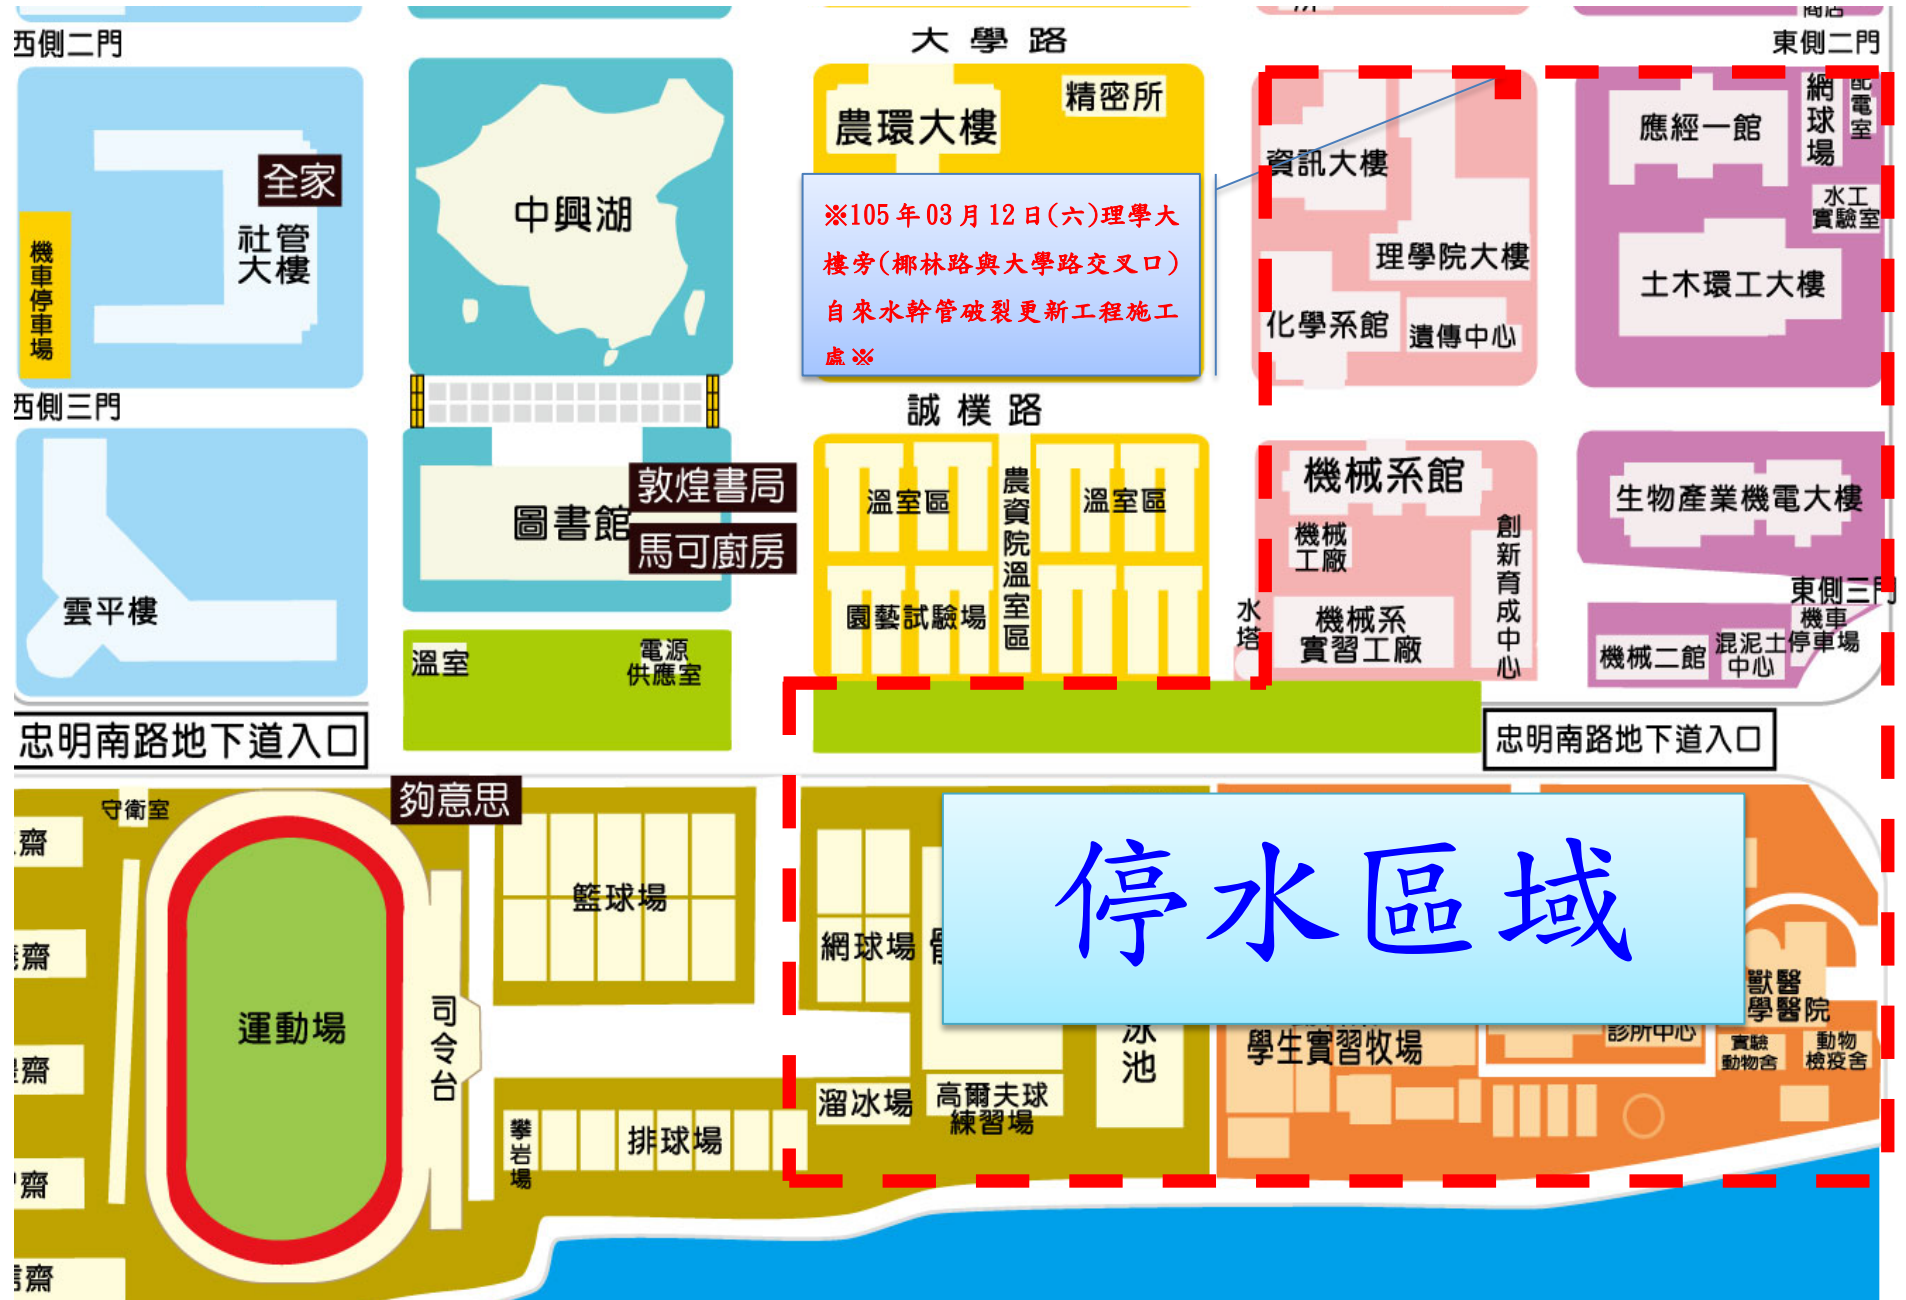 西側二門
大學路
商店
東側二門
農環大樓
精密所
網球場
配電室
應經一館
資訊大樓
全家
中興湖
水工
實驗室
社管
大樓
機車停車場
※105年03月12日(六)理學大
樓旁(椰林路與大學路交叉口)
自來水幹管破裂更新工程施工
處※
理學院大樓
土木環工大樓
化學系館
遺傳中心
西側三門
誠樸路
機械系館
敦煌書局
圖書館
馬可廚房
溫室區
農資院溫室區
溫室區
生物產業機電大樓
機械
工廠
創新育成中心
雲平樓
園藝試驗場
水塔
機械系
實習工廠
東側三門
機車
停車場
機械二館
混泥土
中心
溫室
電源
供應室
忠明南路地下道入口
忠明南路地下道入口
夠意思
守衛室
齋
籃球場
停水區域
齋
網球場
運動場
司令台
獸醫
學醫院
泳池
學生實習牧場
診所中心
實驗
動物舍
動物
檢疫舍
齋
溜冰場
高爾夫球
練習場
攀岩場
排球場
齋
信齋